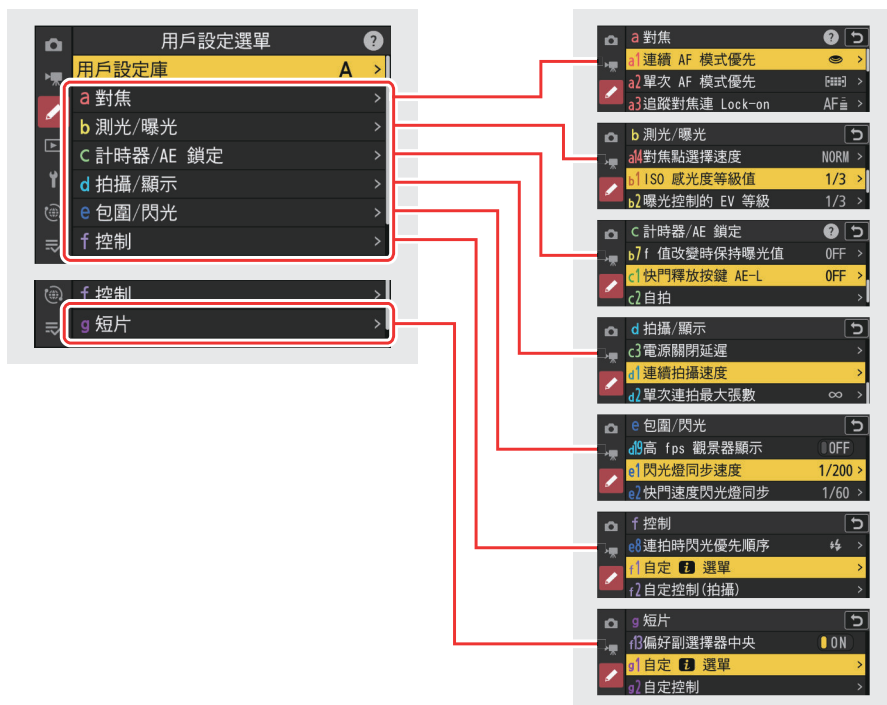 用戶設定選單 ?
用戶設定庫 A >
a 對焦 >
b 測光/曝光 >
c 計時器/AE 鎖定 >
d 拍攝/顯示 >
e 包圍/閃光 >
f 控制 >
f 控制 >
g 短片 >
a 對焦 ?
a1 連續 AF 模式優先 >
a2 單次 AF 模式優先 >
a3 追蹤對焦連 Lock-on AF >
b 測光/曝光
a14 對焦點選擇速度 NORM >
b1 ISO 感光度等級值 1/3 >
b2 曝光控制的 EV 等級 1/3 >
c 計時器/AE 鎖定 ?
b7 f 值改變時保持曝光值 OFF >
c1 快門釋放按鍵 AE-L OFF >
c2 自拍 >
d 拍攝/顯示
c3 電源關閉延遲 >
d1 連續拍攝速度 >
d2 單次連拍最大張數 ∞ >
e 包圍/閃光
d19 高 fps 觀景器顯示 OFF
e1 閃光燈同步速度 1/200 >
e2 快門速度閃光燈同步 1/60 >
f 控制
e8 連拍時閃光優先順序 >
f1 自定 i 選單 >
f2 自定控制(拍攝) >
g 短片
f13 偏好副選擇器中央 ON
g1 自定 i 選單 >
g2 自定控制 >